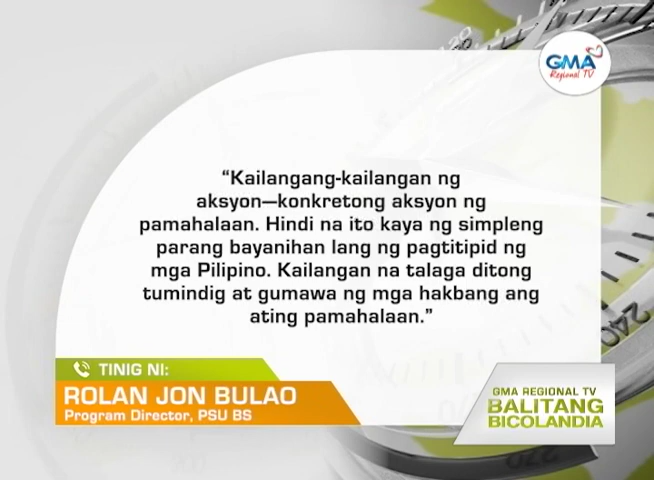 GMA
Regional TV
“Kailangang-kailangan ng
aksyon—konkretong aksyon ng
pamahalaan. Hindi na ito kaya ng simpleng
parang bayanihan lang ng pagtitipid ng
mga Pilipino. Kailangan na talaga ditong
tumindig at gumawa ng mga hakbang ang
ating pamahalaan.”
TINIG NI:
ROLAN JON BULAO
Program Director, PSU BS
GMA REGIONAL TV
BALITANG
BICOLANDIA
240